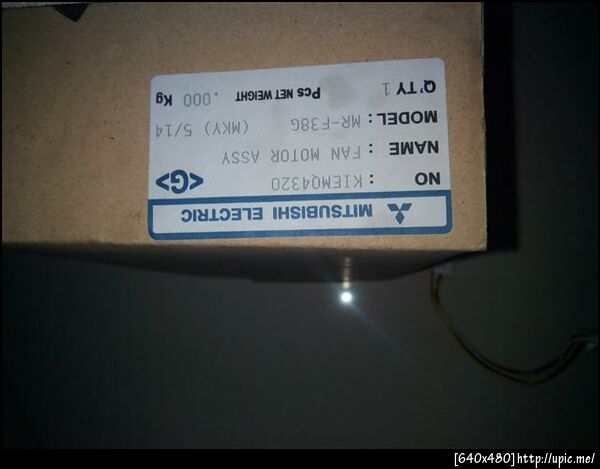 MITSUBISHI ELECTRIC
NO : KIEMQ4320 <G>
NAME : FAN MOTOR ASSY
MODEL : MR-F38G (MKY) 5/14
Q'TY 1 Pcs NET WEIGHT .000 Kg
[640x480]http://upic.me/